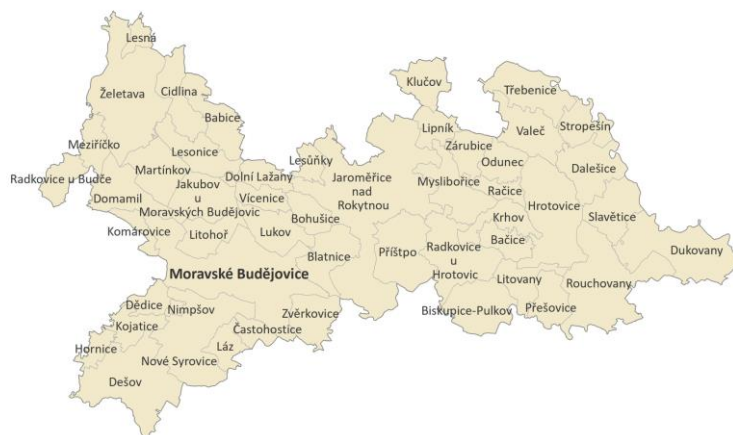 Lesná
Klučov
Želetava
Cidlina
Třebenice
Babice
Lipník
Valeč
Stropešín
Meziříčko
Zárubice
Lesonice
Lesůňky
Odunec
Dalešice
Martínkov
Dolní Lažany
Jaroměřice
nad
Rokytnou
Radkovice u Budče
Myslibořice
Jakubov
u
Moravských Budějovic
Račice
Domamil
Vícenice
Hrotovice
Bohušice
Krhov
Slavětice
Komárovice
Litohoř
Lukov
Bačice
Blatnice
Příštpo
Radkovice
u
Hrotovic
Dukovany
Moravské Budějovice
Litovany
Rouchovany
Dědice
Nimpšov
Zvěrkovice
Biskupice-Pulkov
Přešovice
Kojatice
Častohostice
Hornice
Láz
Nové Syrovice
Dešov